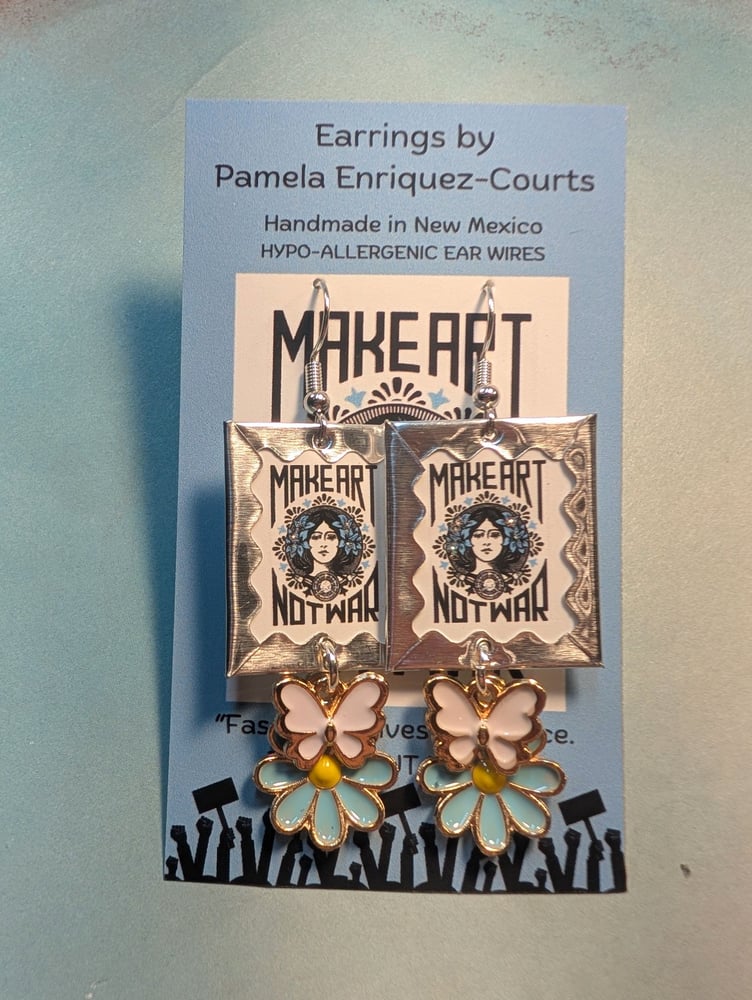 Earrings by
Pamela Enriquez-Courts
Handmade in New Mexico
HYPO-ALLERGENIC EAR WIRES
MAKE ART
MAKE ART
NOT WAR
MAKE ART
NOT WAR